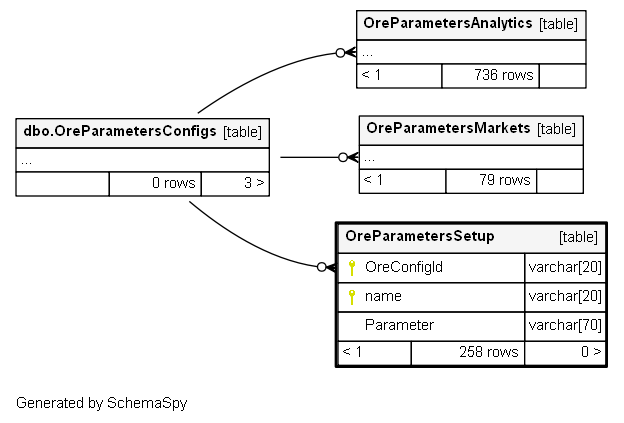 OreParametersAnalytics [table]
...
< 1 736 rows
dbo.OreParametersConfigs [table]
...
0 rows 3 >
OreParametersMarkets [table]
...
< 1 79 rows
OreParametersSetup [table]
OreConfigId varchar[20]
name varchar[20]
Parameter varchar[70]
< 1 258 rows 0 >
Generated by SchemaSpy